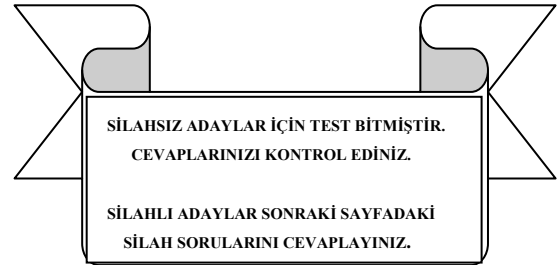 SİLAHSIZ ADAYLAR İÇİN TEST BİTMİŞTİR.
CEVAPLARINIZI KONTROL EDİNİZ.
SİLAHLI ADAYLAR SONRAKİ SAYFADAKİ
SİLAH SORULARINI CEVAPLAYINIZ.